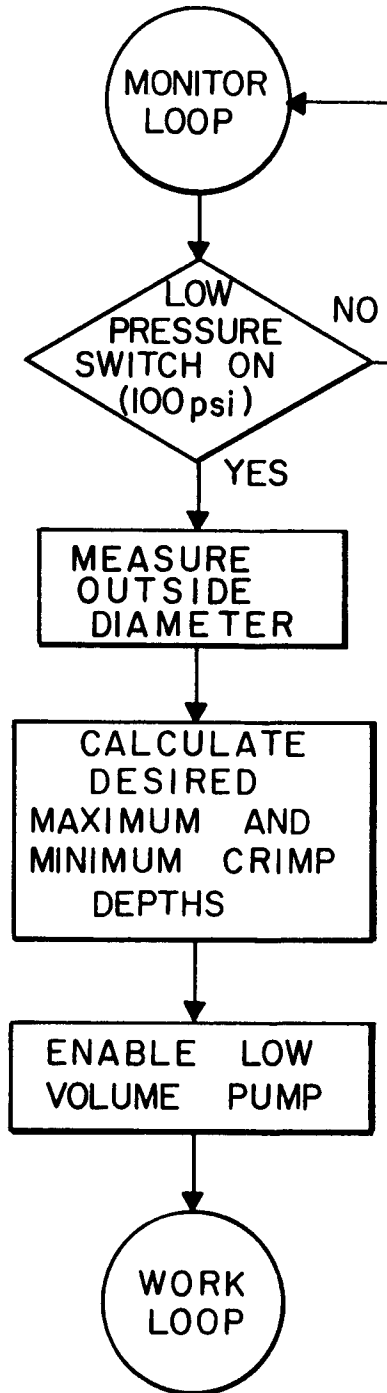 MONITOR
LOOP
LOW
PRESSURE
SWITCH ON
(100 psi)
NO
YES
MEASURE
OUTSIDE
DIAMETER
CALCULATE
DESIRED
MAXIMUM AND
MINIMUM CRIMP
DEPTHS
ENABLE LOW
VOLUME PUMP
WORK
LOOP